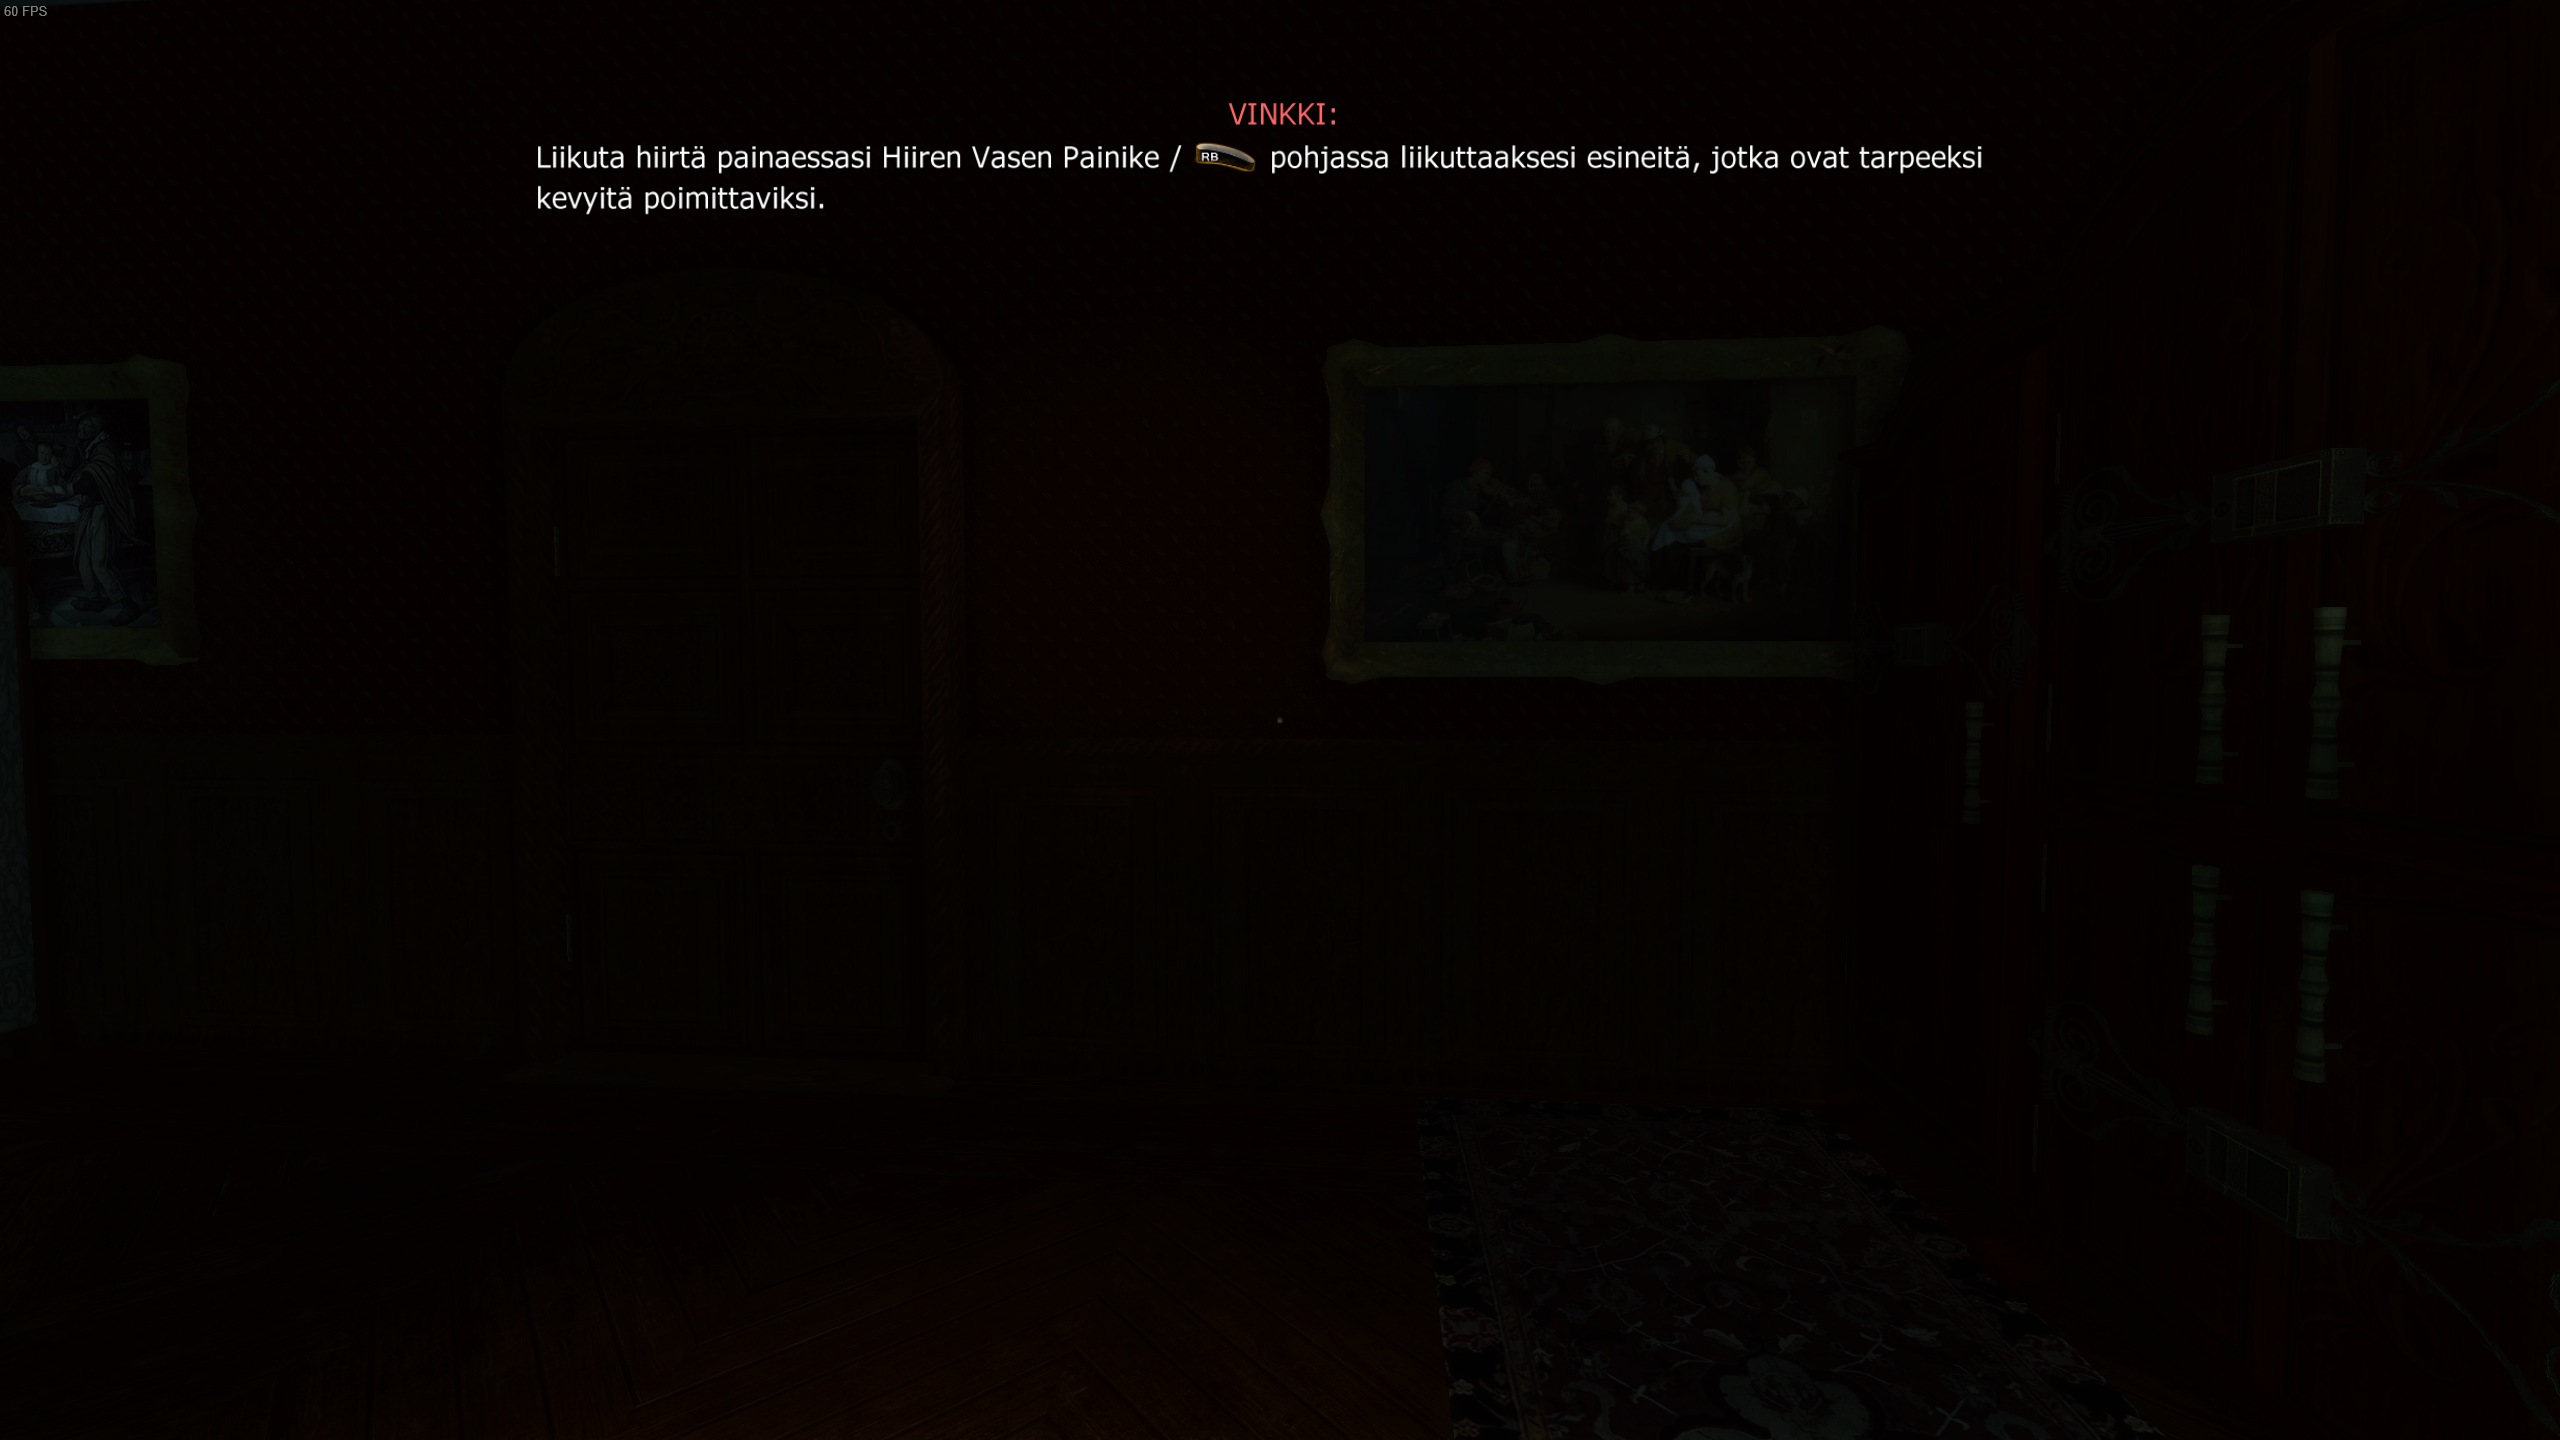 60 FPS
VINKKI:
Liikuta hiirtä painaessasi Hiiren Vasen Painike / RB pohjassa liikuttaaksesi esineitä, jotka ovat tarpeeksi
kevyitä poimittaviksi.